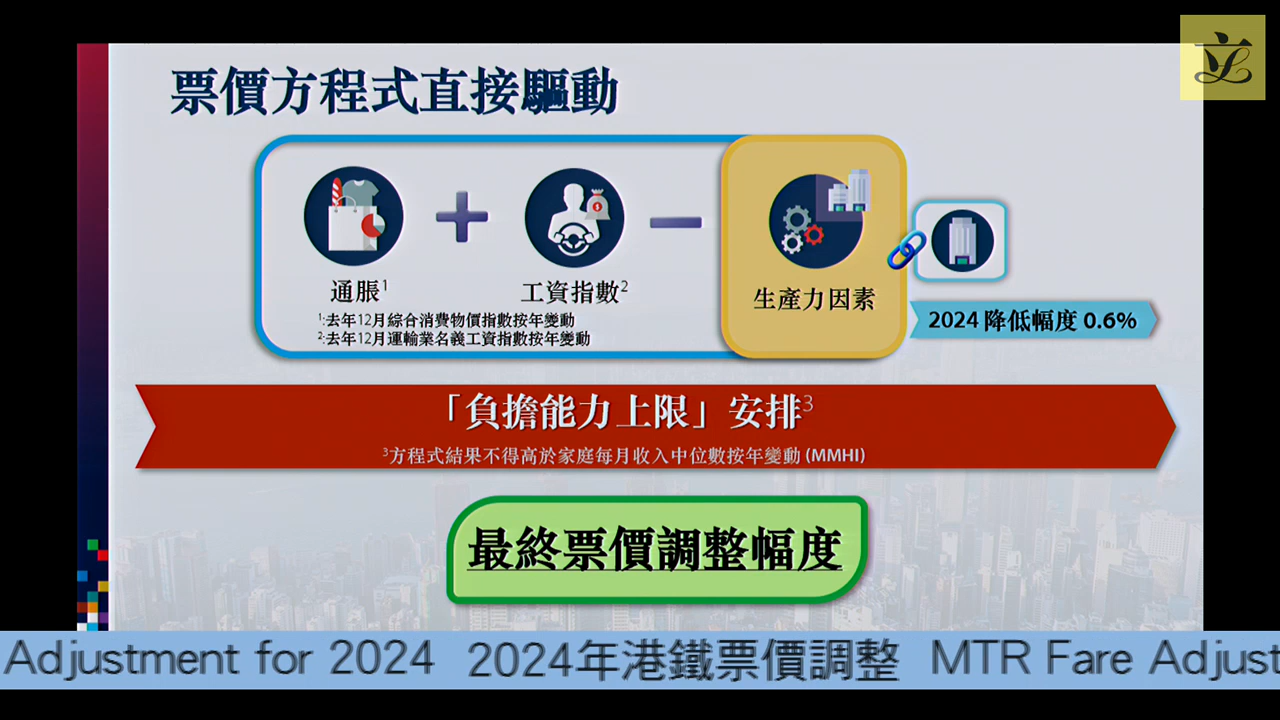 票價方程式直接驅動
通脹1
工資指數2
生產力因素
1:去年12月綜合消費物價指數按年變動
2:去年12月運輸業名義工資指數按年變動
2024 降低幅度 0.6%
「負擔能力上限」安排3
3方程式結果不得高於家庭每月收入中位數按年變動 (MMHI)
最終票價調整幅度
Adjustment for 2024 2024年港鐵票價調整 MTR Fare Adjust